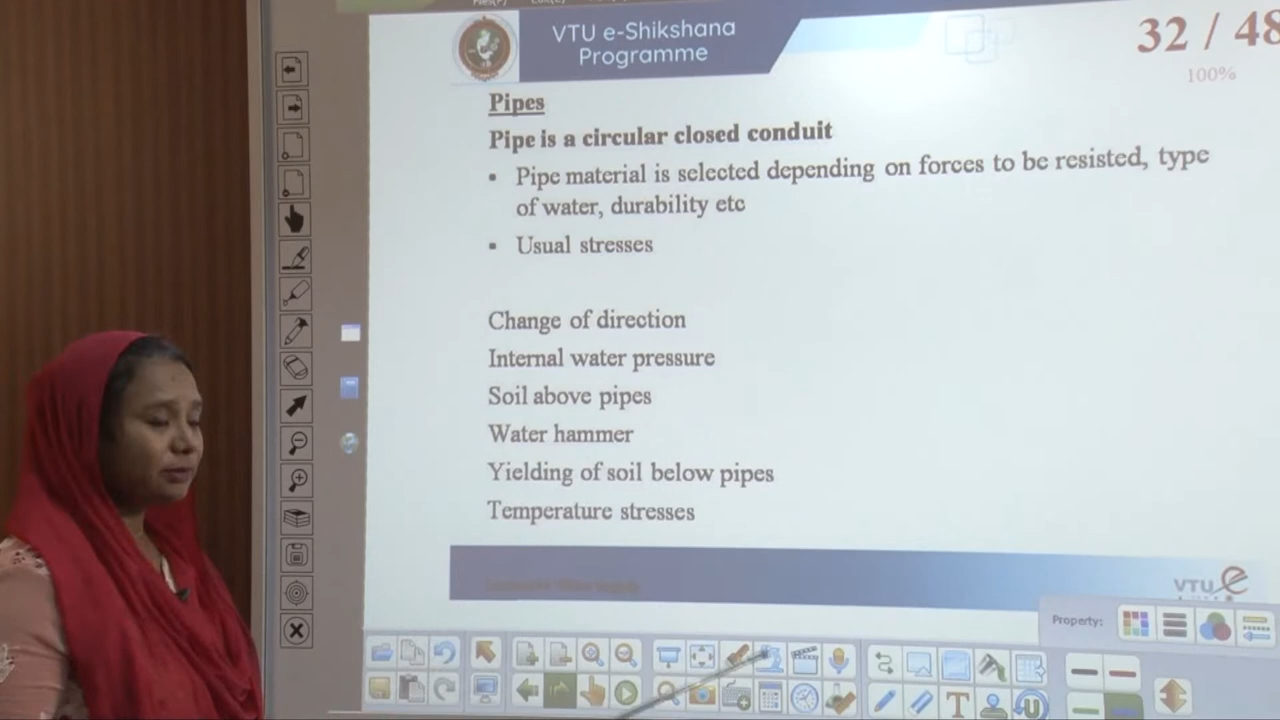 VTU e-Shikshana
Programme
32 / 48
100%
Pipes
Pipe is a circular closed conduit
• Pipe material is selected depending on forces to be resisted, type
of water, durability etc
• Usual stresses
Change of direction
Internal water pressure
Soil above pipes
Water hammer
Yielding of soil below pipes
Temperature stresses
VTU e
Property:
T
U